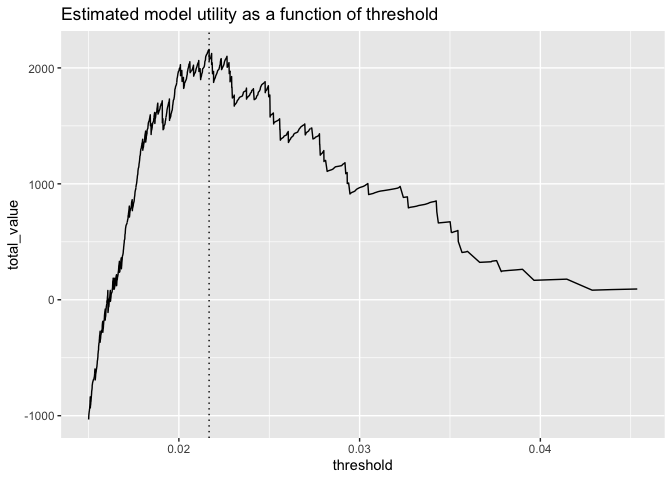 Estimated model utility as a function of threshold
total_value
2000
1000
0
-1000
0.02
0.03
0.04
threshold